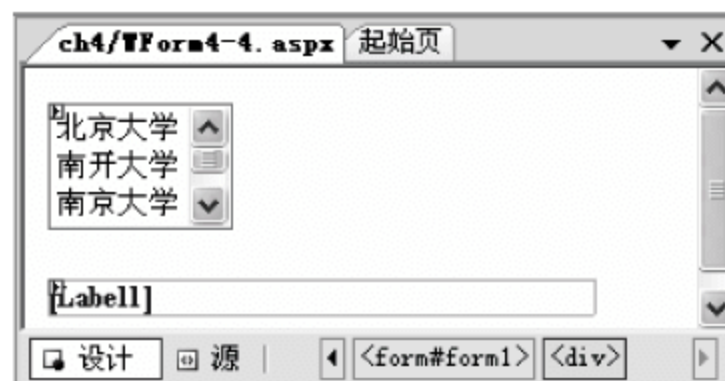 ch4/WForm4-4.aspx 起始页
北京大学
南开大学
南京大学
[Label1]
设计 源 <form#form1> <div>